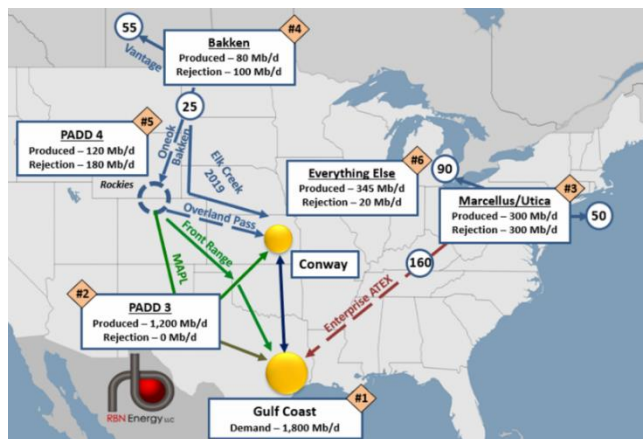 55
#4
Vantage
Bakken
Produced – 80 Mb/d
Rejection – 100 Mb/d
25
#5
PADD 4
Produced – 120 Mb/d
Rejection – 180 Mb/d
Rockies
Oneok
Bakken
Elk Creek
2019
Overland Pass
Front Range
MAPL
#6
Everything Else
Produced – 345 Mb/d
Rejection – 20 Mb/d
90
#3
Marcellus/Utica
Produced – 300 Mb/d
Rejection – 300 Mb/d
50
160
Enterprise ATEX
Conway
#2
PADD 3
Produced – 1,200 Mb/d
Rejection – 0 Mb/d
RBN Energy LLC
#1
Gulf Coast
Demand – 1,800 Mb/d